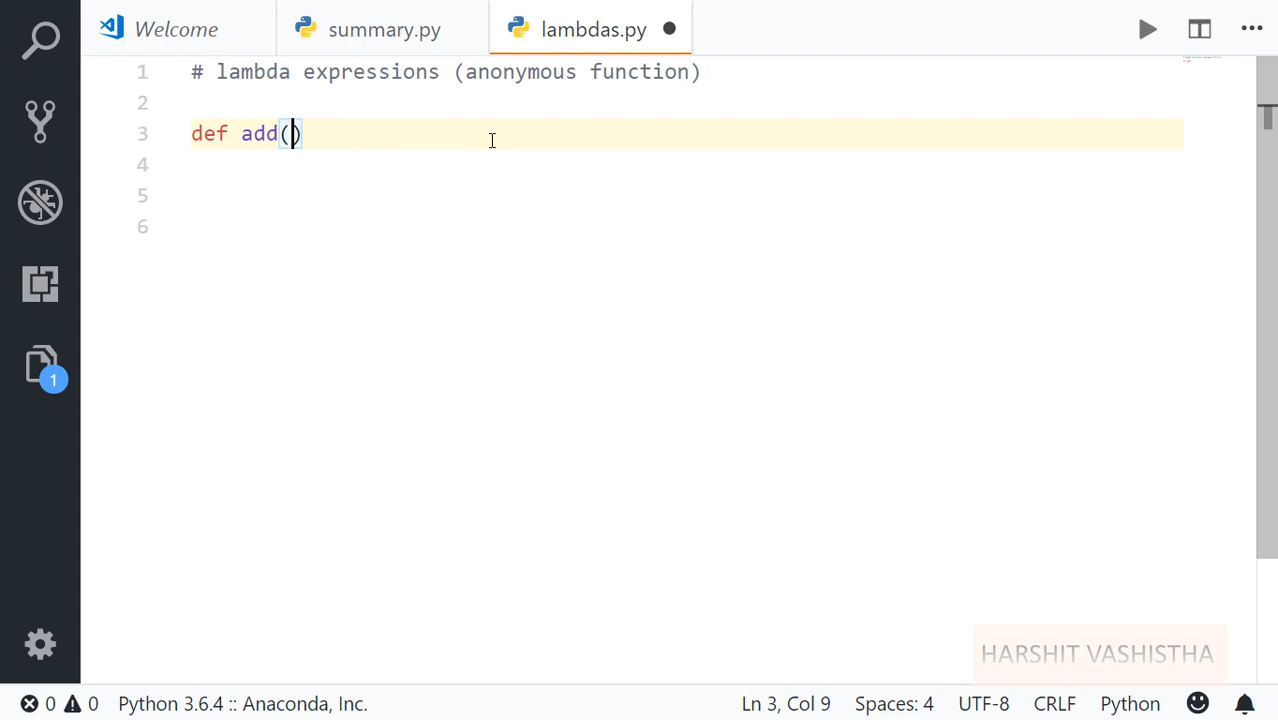 Welcome
summary.py
lambdas.py
1 # lambda expressions (anonymous function)
2
3 def add()
4
5
6
1
HARSHIT VASHISTHA
0 0 Python 3.6.4 :: Anaconda, Inc. Ln 3, Col 9 Spaces: 4 UTF-8 CRLF Python